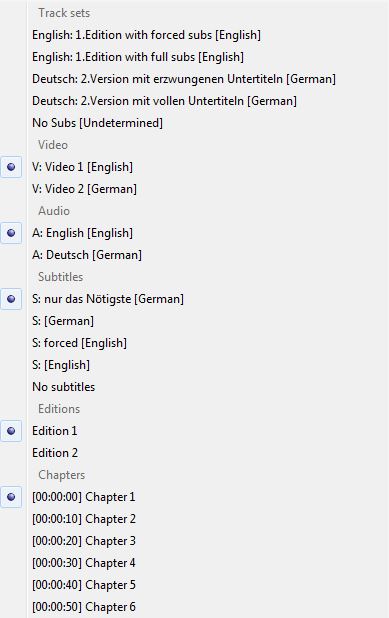 Track sets
English: 1.Edition with forced subs [English]
English: 1.Edition with full subs [English]
Deutsch: 2.Version mit erzwungenen Untertiteln [German]
Deutsch: 2.Version mit vollen Untertiteln [German]
No Subs [Undetermined]
Video
V: Video 1 [English]
V: Video 2 [German]
Audio
A: English [English]
A: Deutsch [German]
Subtitles
S: nur das Nötigste [German]
S: [German]
S: forced [English]
S: [English]
No subtitles
Editions
Edition 1
Edition 2
Chapters
[00:00:00] Chapter 1
[00:00:10] Chapter 2
[00:00:20] Chapter 3
[00:00:30] Chapter 4
[00:00:40] Chapter 5
[00:00:50] Chapter 6